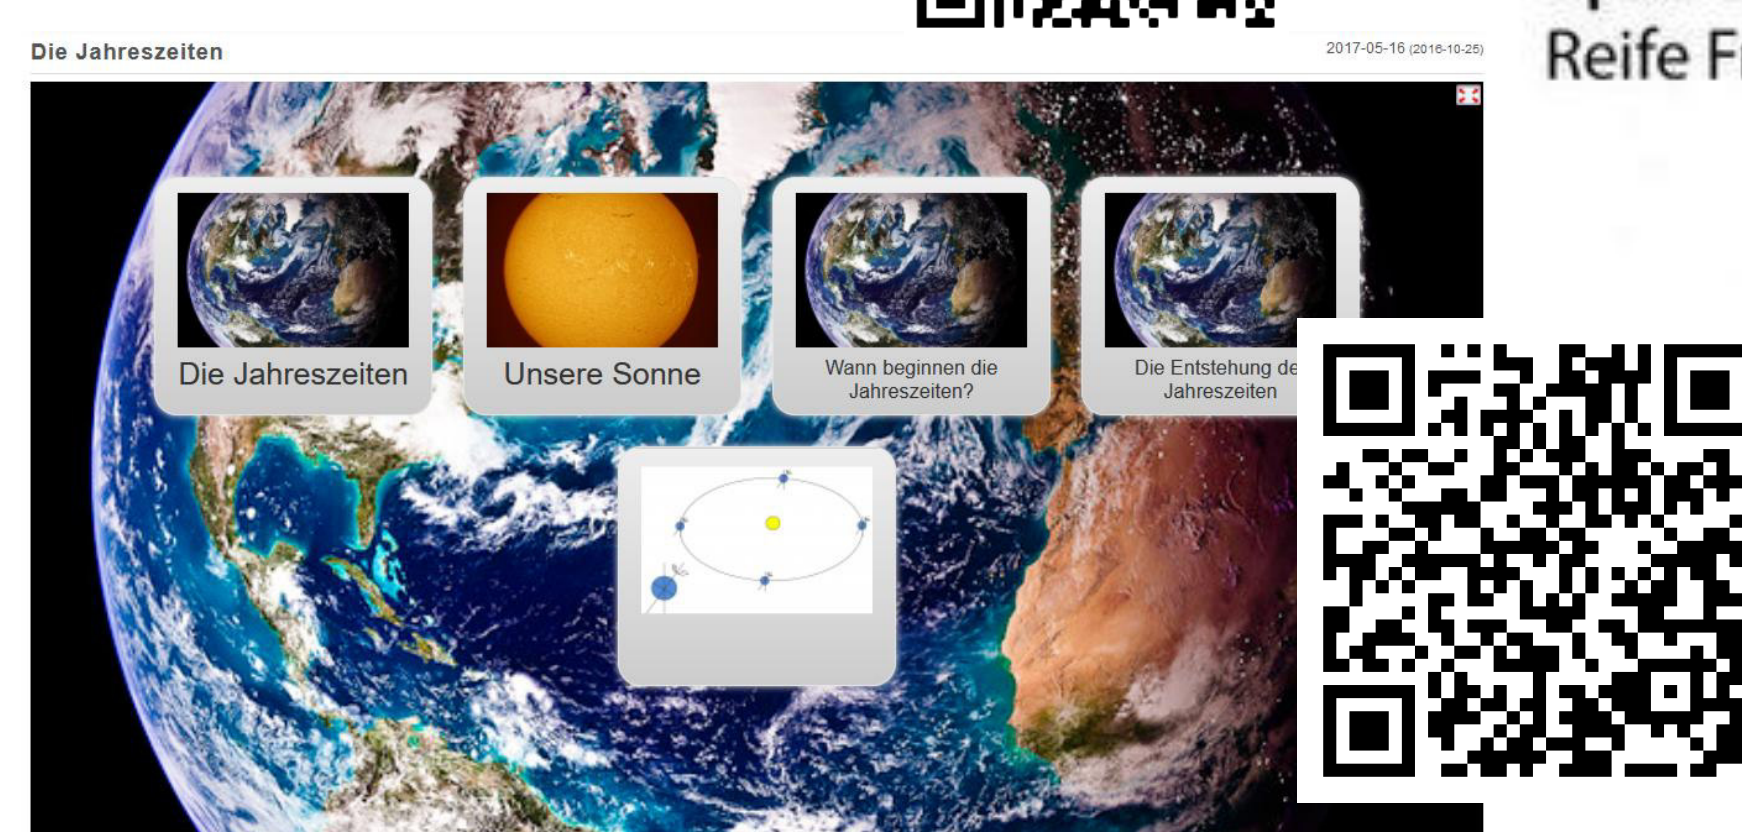 Die Jahreszeiten
2017-05-16 (2016-10-25)
Reife
Die Jahreszeiten
Unsere Sonne
Wann beginnen die
Jahreszeiten?
Die Entstehung
Jahreszeiten